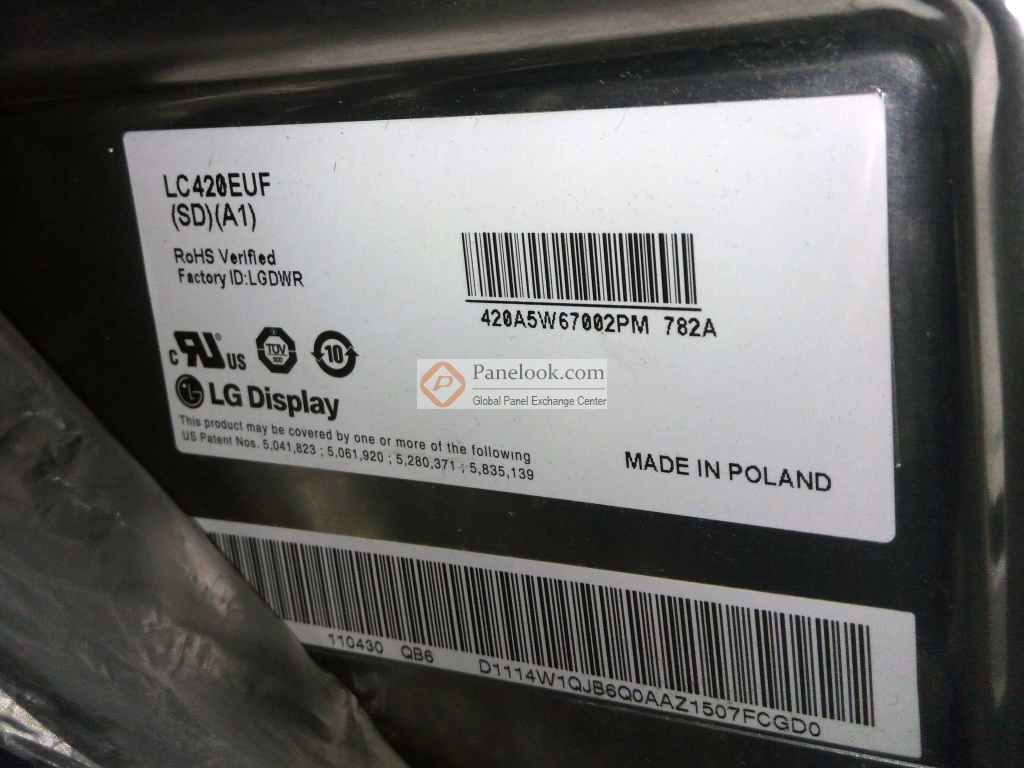 LC420EUF
(SD)(A1)
RoHS Verified
Factory ID:LGDWR
420A5W67002PM 782A
c RU ® US
TÜV
10
LG Display
Panelook.com
Global Panel Exchange Center
This product may be covered by one or more of the following
US Patent Nos. 5,041,823 ; 5,061,920 ; 5,280,371 ; 5,835,139
MADE IN POLAND
110430 QB6 D1114W1QJB6Q0AAZ1507FCGD0